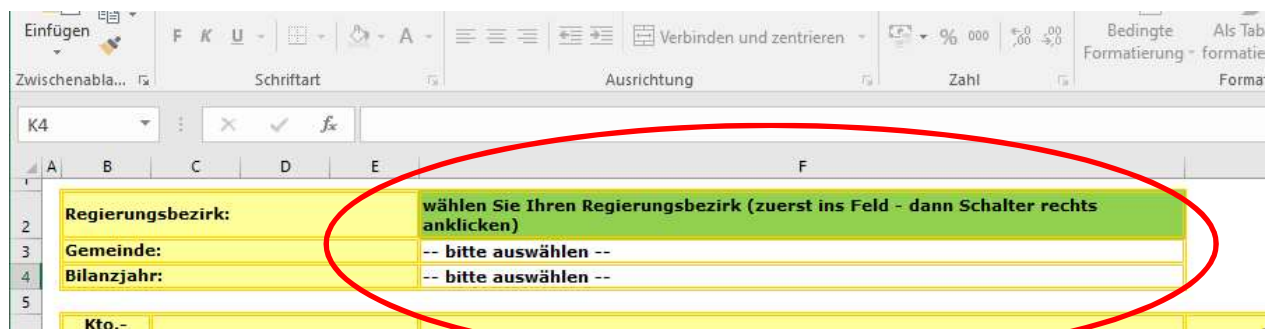 Einfügen
F K U A Verbinden und zentrieren % 000 Bedingte Formatierung Als Tab formatie
Zwischenabla... Schriftart Ausrichtung Zahl Forma
K4 fx
A B C D E F
2 Regierungsbezirk: wählen Sie Ihren Regierungsbezirk (zuerst ins Feld - dann Schalter rechts
anklicken)
3 Gemeinde: -- bitte auswählen --
4 Bilanzjahr: -- bitte auswählen --
5
Kto.-